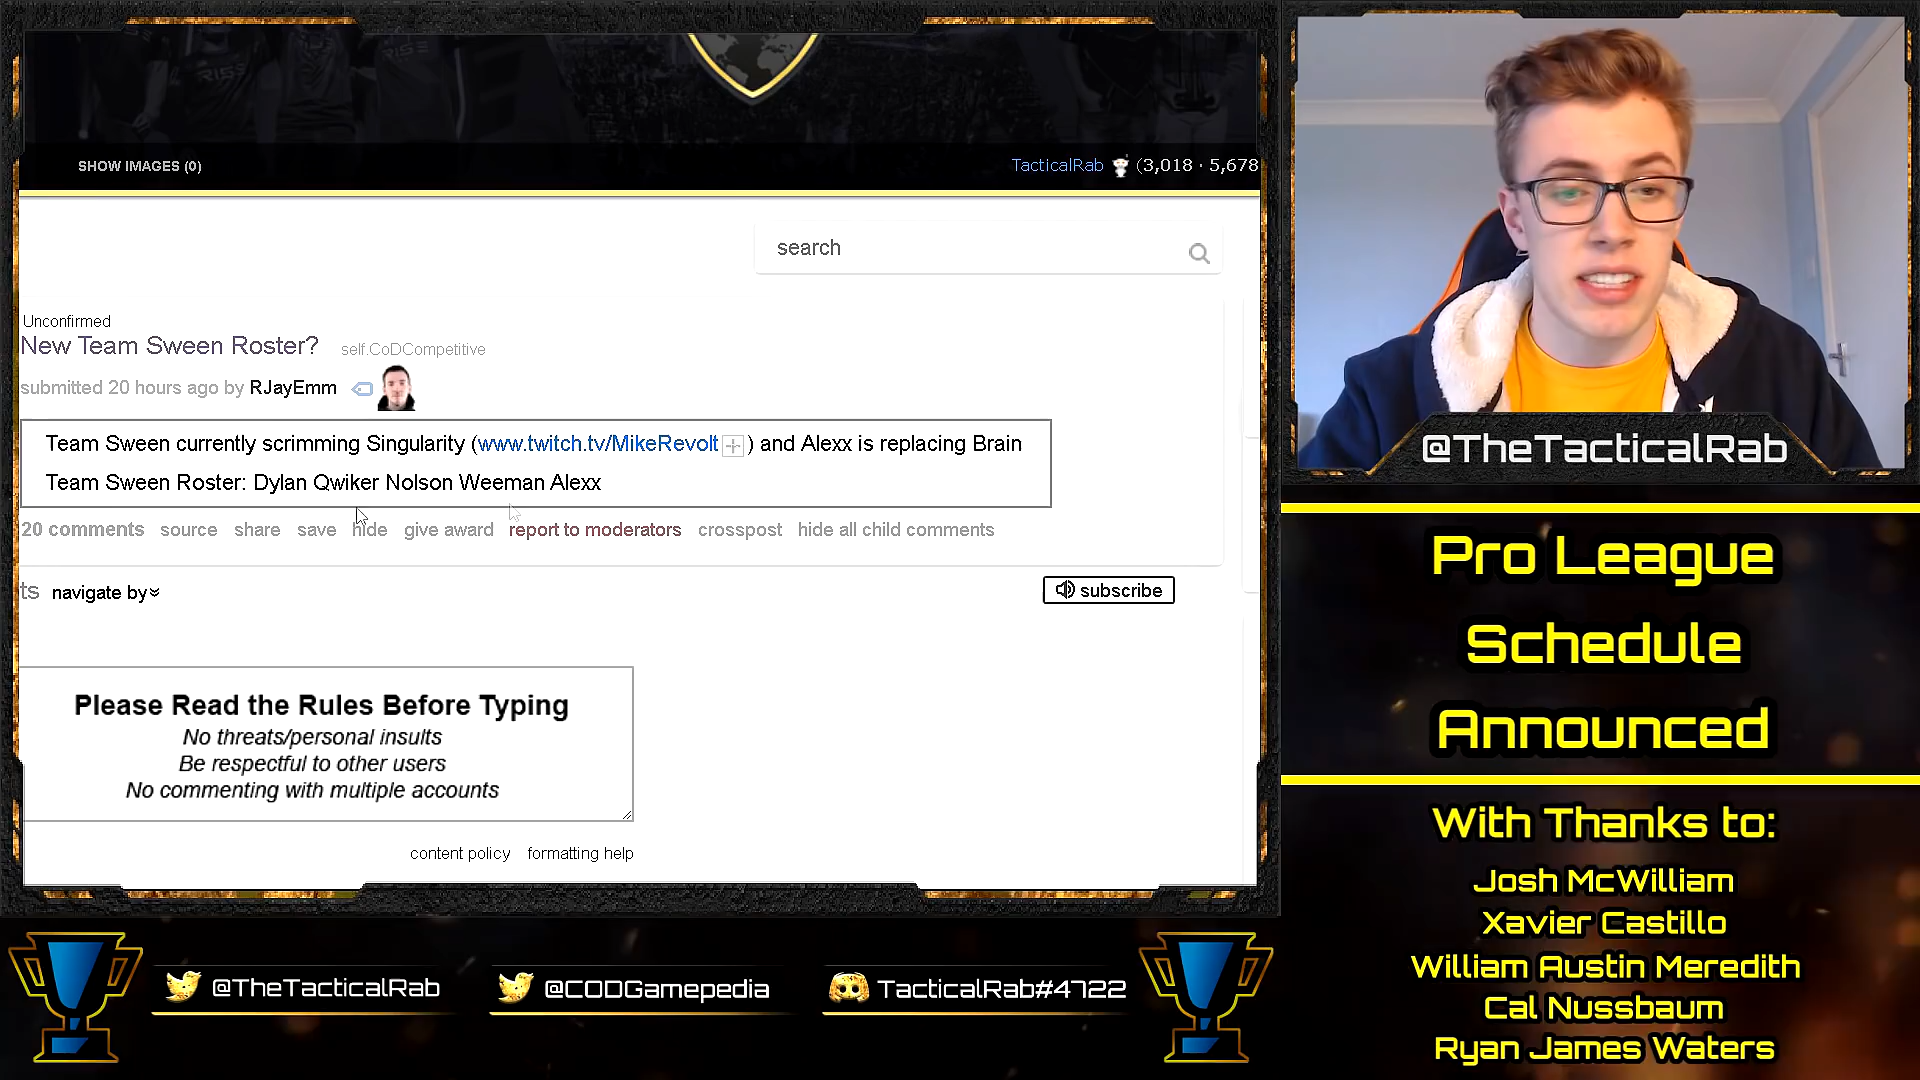 SHOW IMAGES (0)
TacticalRab (3,018 · 5,678
search
Unconfirmed
New Team Sween Roster? self.CoDCompetitive
submitted 20 hours ago by RJayEmm
Team Sween currently scrimming Singularity (www.twitch.tv/MikeRevolt ) and Alexx is replacing Brain
Team Sween Roster: Dylan Qwiker Nolson Weeman Alexx
20 comments source share save hide give award report to moderators crosspost hide all child comments
ts navigate by
subscribe
Please Read the Rules Before Typing
No threats/personal insults
Be respectful to other users
No commenting with multiple accounts
content policy formatting help
@TheTacticalRab
Pro League
Schedule
Announced
With Thanks to:
Josh McWilliam
Xavier Castillo
William Austin Meredith
Cal Nussbaum
Ryan James Waters
@TheTacticalRab
@CODGamepedia
TacticalRab#4722